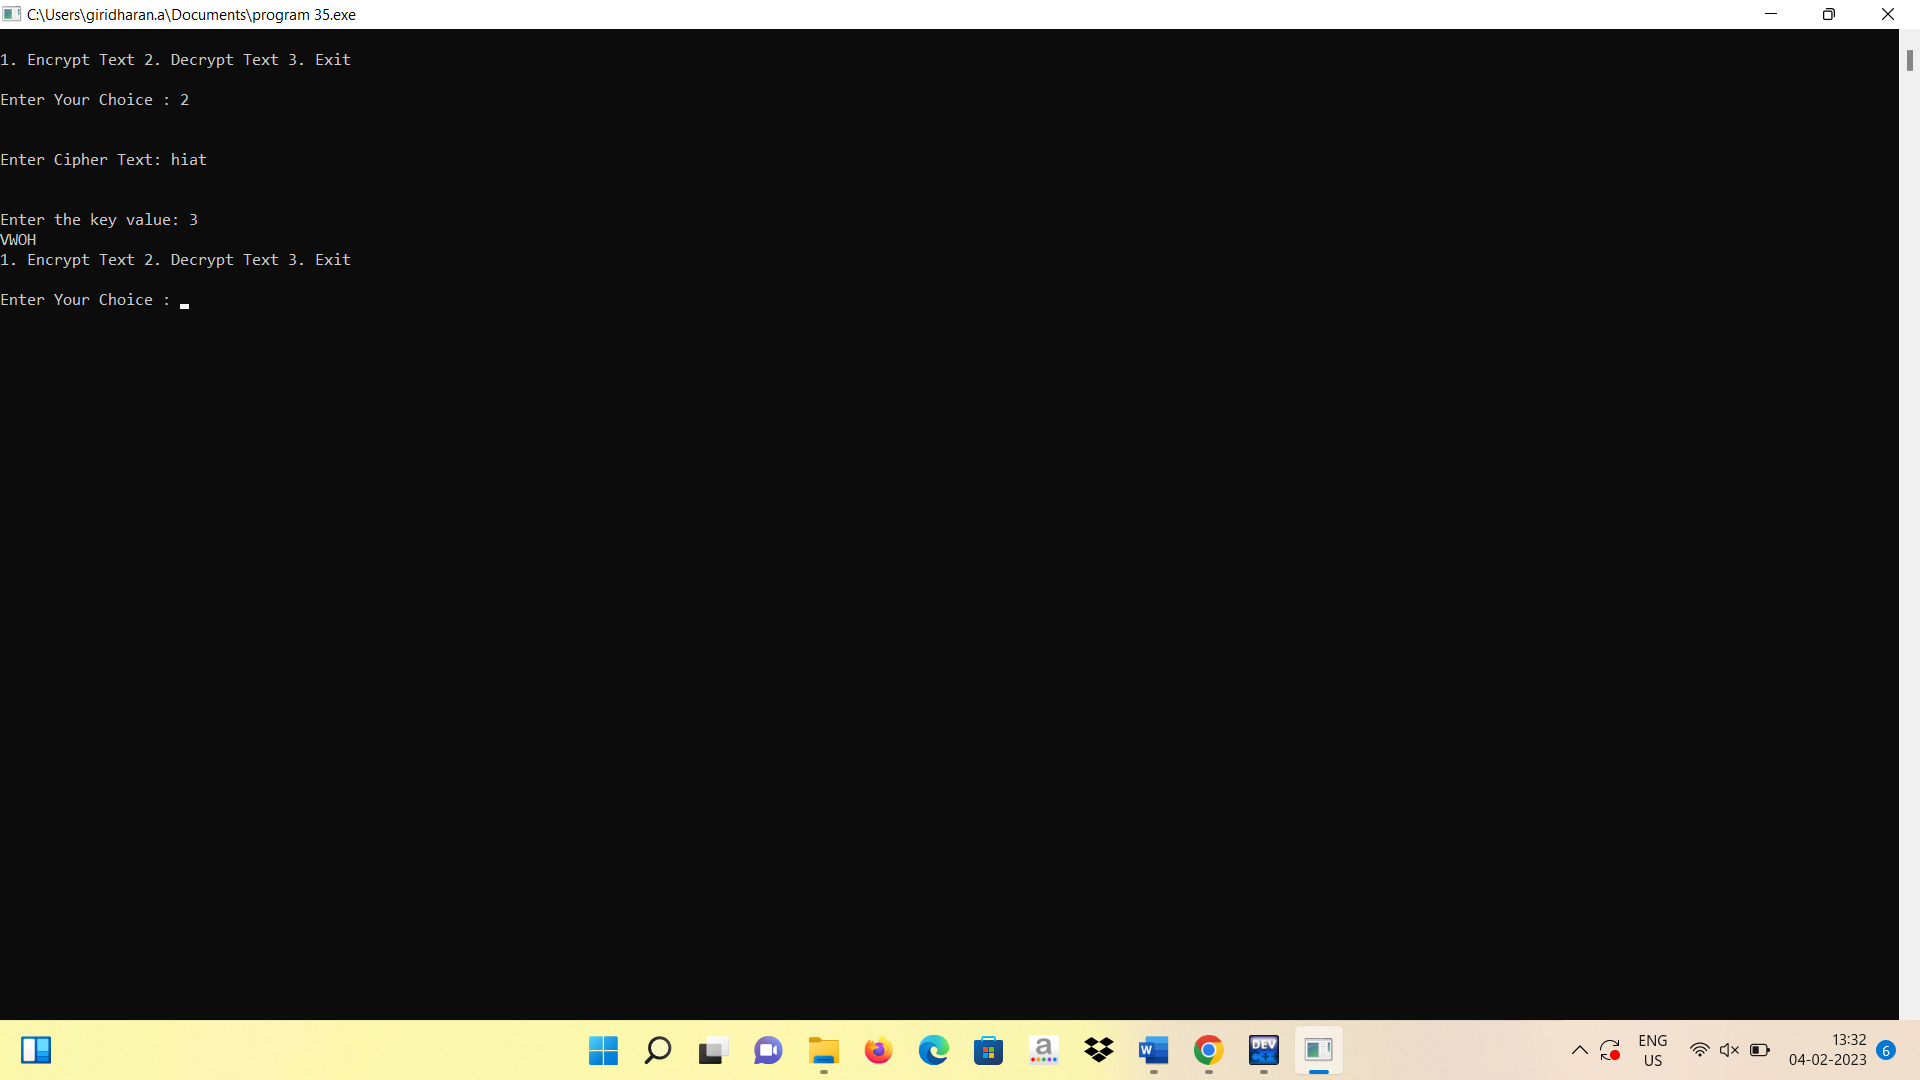 C:\Users\giridharan.a\Documents\program 35.exe
1. Encrypt Text 2. Decrypt Text 3. Exit
Enter Your Choice : 2
Enter Cipher Text: hiat
Enter the key value: 3
VWOH
1. Encrypt Text 2. Decrypt Text 3. Exit
Enter Your Choice :
a
W
DEV
C++
ENG
US
13:32
04-02-2023
6